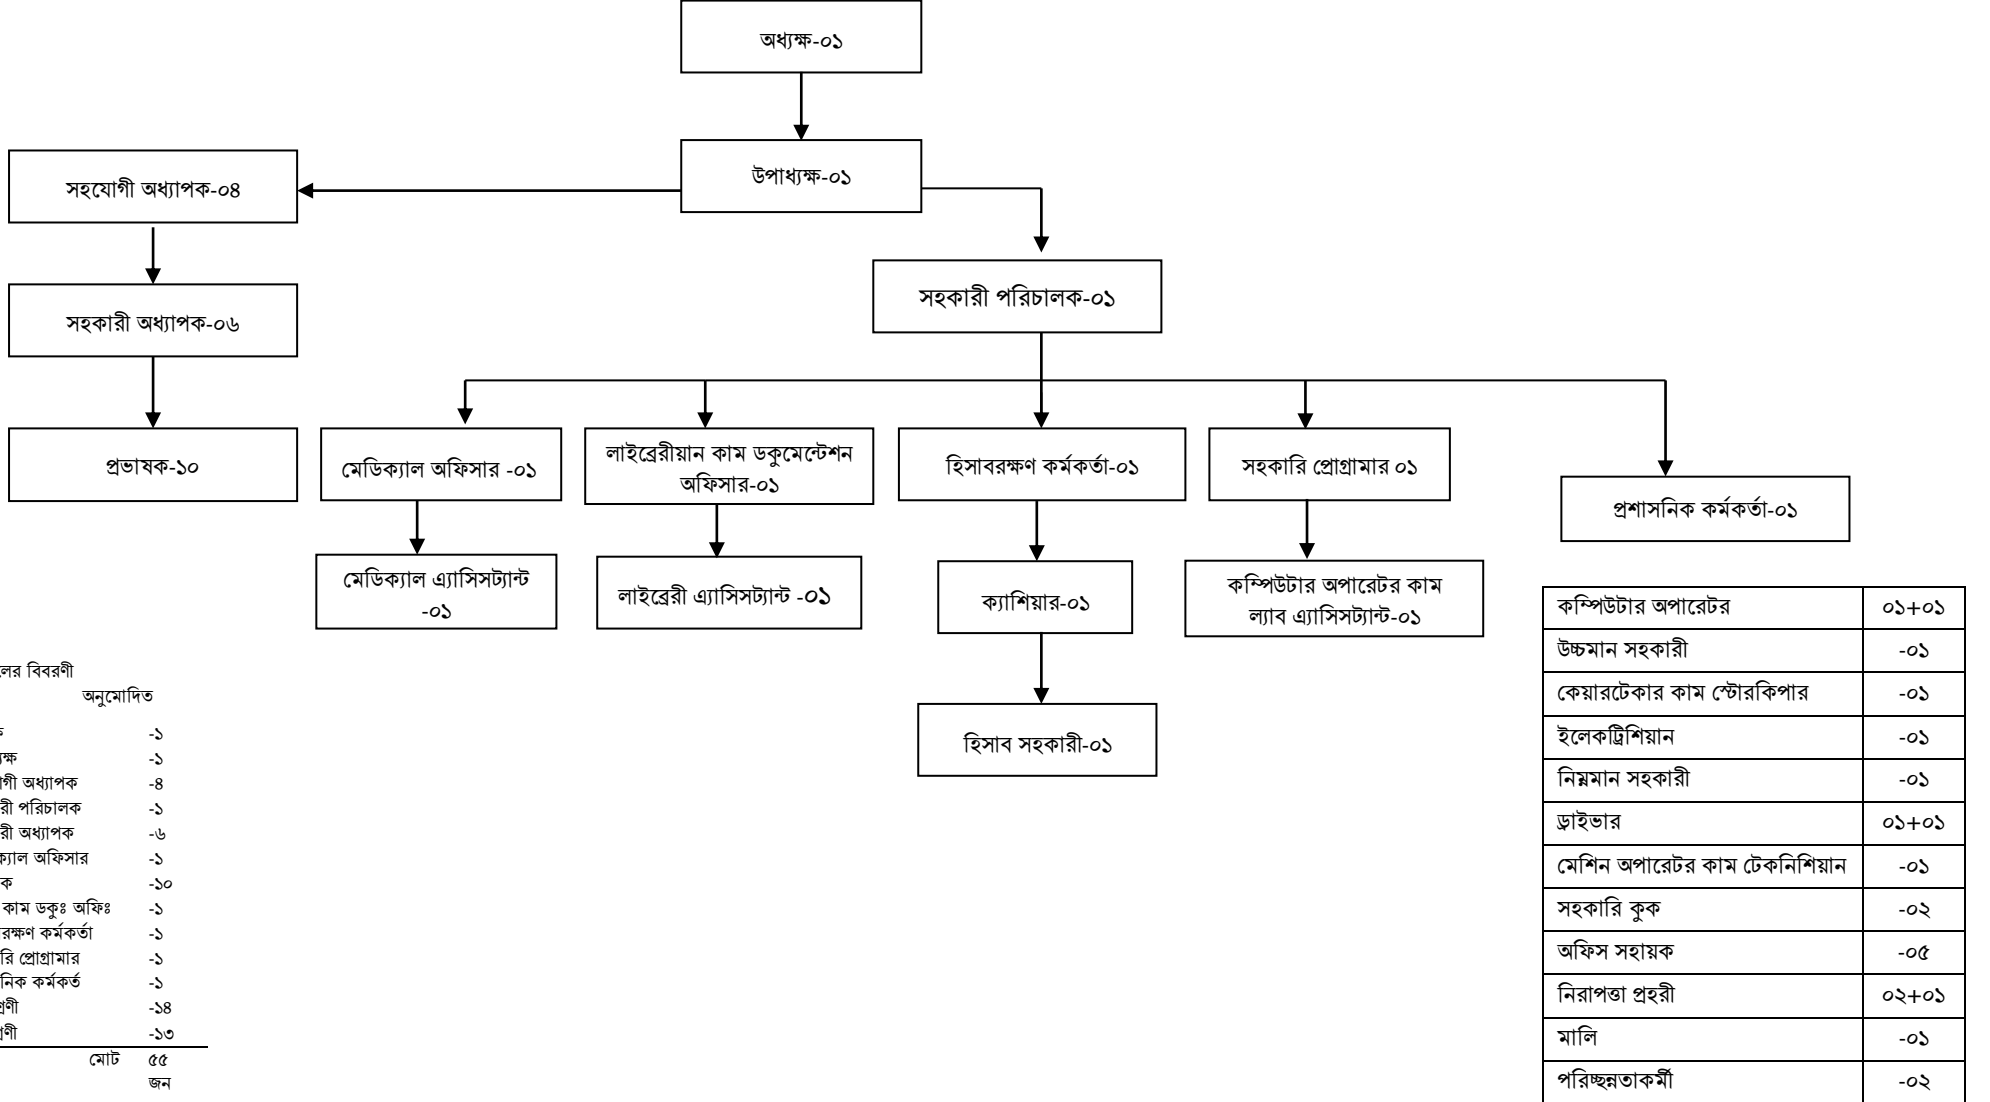 অধ্যক্ষ-০১
উপাধ্যক্ষ-০১
সহযোগী অধ্যাপক-০৪
সহকারী পরিচালক-০১
সহকারী অধ্যাপক-০৬
প্রভাষক-১০
মেডিক্যাল অফিসার -০১
লাইব্রেরীয়ান কাম ডকুমেন্টেশন
অফিসার-০১
হিসাবরক্ষণ কর্মকর্তা-০১
সহকারি প্রোগ্রামার ০১
প্রশাসনিক কর্মকর্তা-০১
মেডিক্যাল এ্যাসিসট্যান্ট
-০১
লাইব্রেরী এ্যাসিসট্যান্ট -০১
ক্যাশিয়ার-০১
কম্পিউটার অপারেটর কাম
ল্যাব এ্যাসিসট্যান্ট-০১
হিসাব সহকারী-০১
কম্পিউটার অপারেটর ০১+০১
উচ্চমান সহকারী -০১
কেয়ারটেকার কাম স্টোরকিপার -০১
ইলেকট্রিশিয়ান -০১
নিম্নমান সহকারী -০১
ড্রাইভার ০১+০১
মেশিন অপারেটর কাম টেকনিশিয়ান -০১
সহকারি কুক -০২
অফিস সহায়ক -০৫
নিরাপত্তা প্রহরী ০২+০১
মালি -০১
পরিচ্ছন্নতাকর্মী -০২
লের বিবরণী
অনুমোদিত
ক -১
্যক্ষ -১
াগী অধ্যাপক -৪
রী পরিচালক -১
রী অধ্যাপক -৬
ক্যাল অফিসার -১
ক -১০
কাম ডকুঃ অফিঃ -১
রক্ষণ কর্মকর্তা -১
রি প্রোগ্রামার -১
নিক কর্মকর্ত -১
্রেণী -১৪
্রেণী -১৩
মোট ৫৫
জন